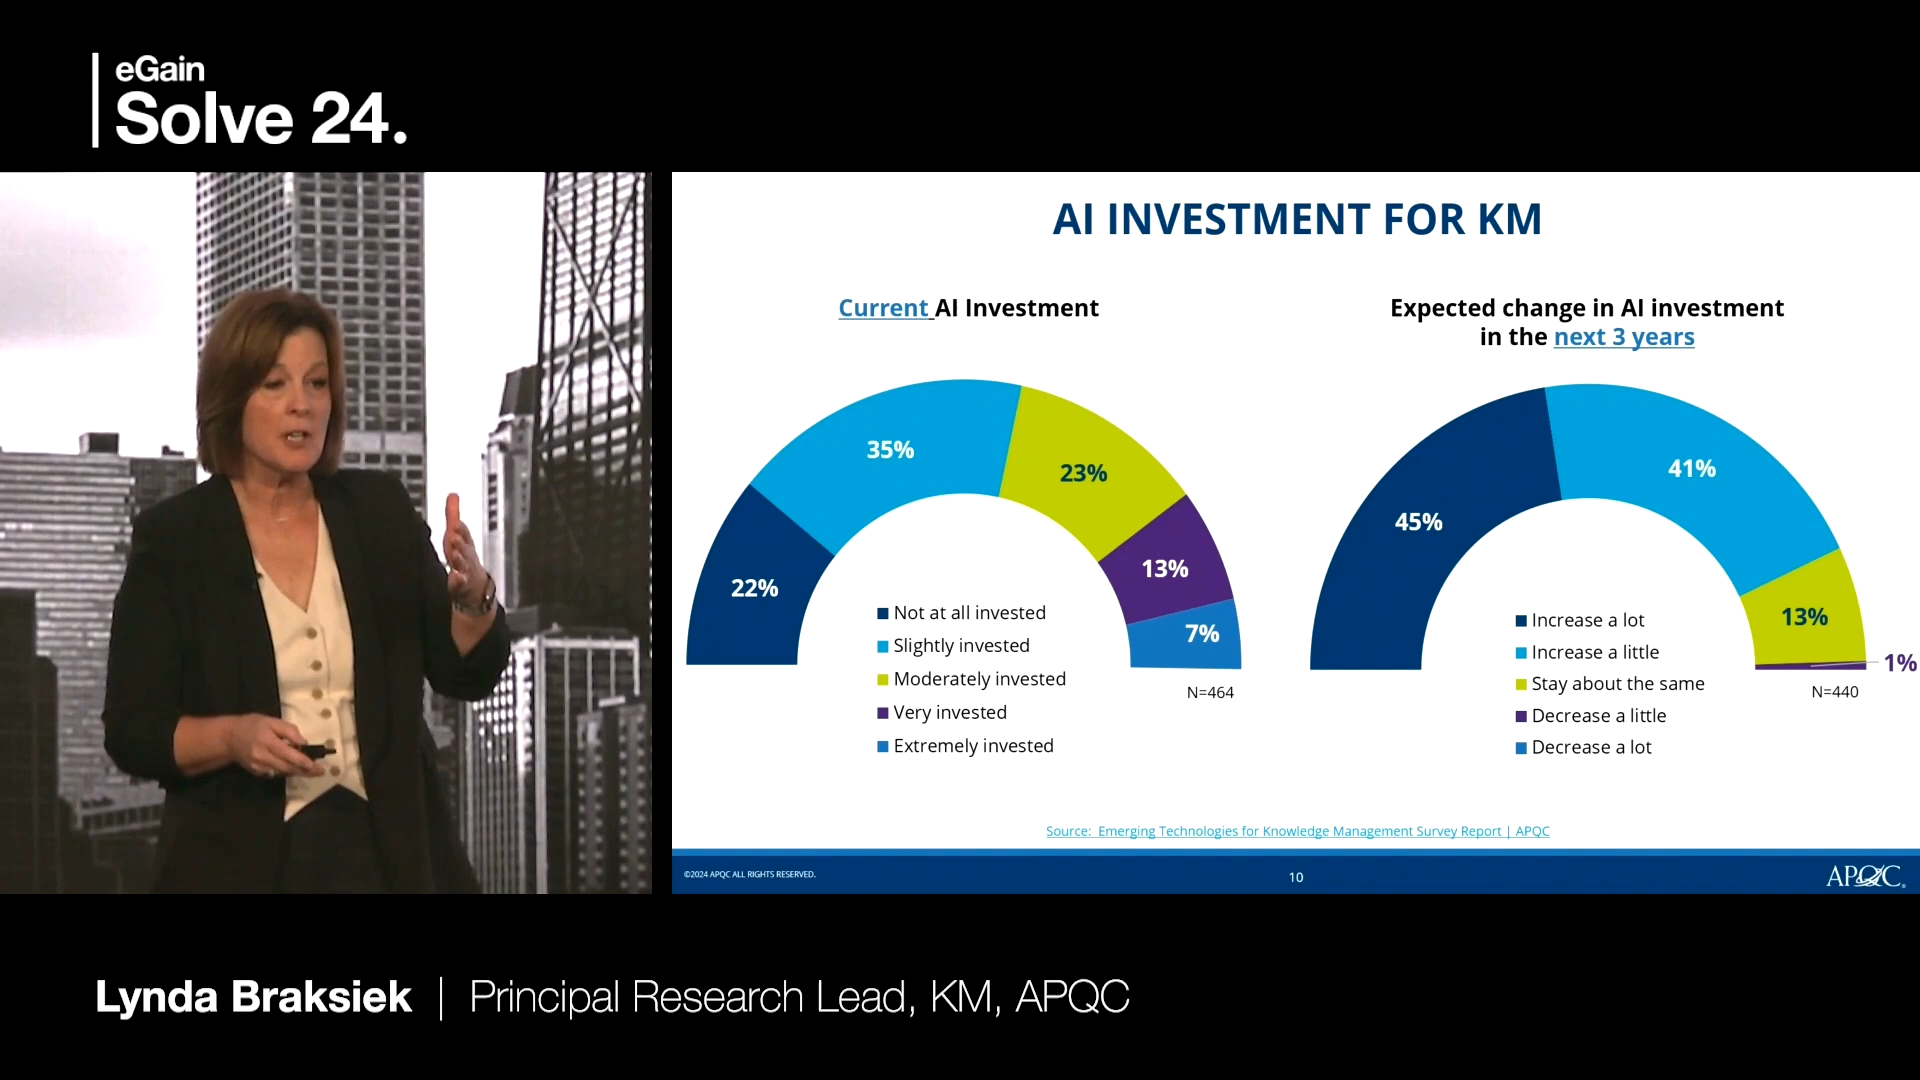 eGain
Solve 24.
AI INVESTMENT FOR KM
Current AI Investment
35%
23%
22%
13%
7%
Not at all invested
Slightly invested
Moderately invested
Very invested
Extremely invested
N=464
Expected change in AI investment
in the next 3 years
45%
41%
13%
1%
Increase a lot
Increase a little
Stay about the same
Decrease a little
Decrease a lot
N=440
Source: Emerging Technologies for Knowledge Management Survey Report | APQC
©2024 APQC ALL RIGHTS RESERVED.
10
APQC
Lynda Braksiek | Principal Research Lead, KM, APQC